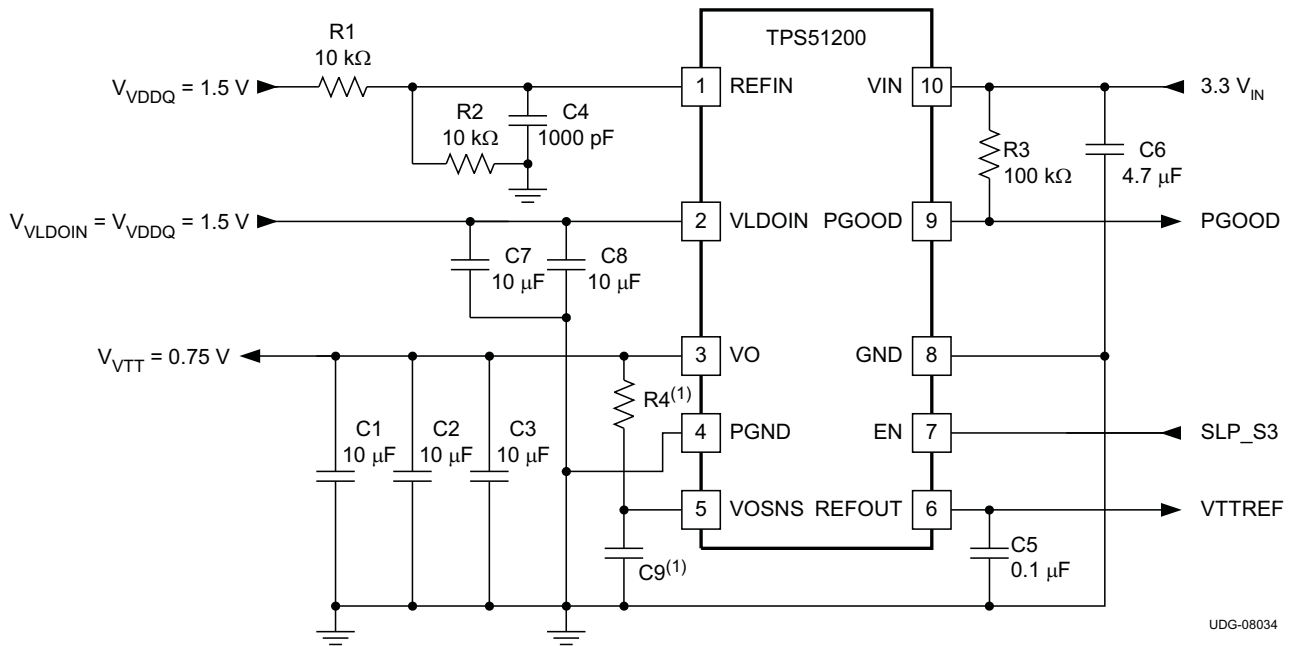 TPS51200
R1
10 kΩ
V_VDDQ = 1.5 V
1 REFIN
VIN 10
3.3 V_IN
R2
10 kΩ
C4
1000 pF
R3
100 kΩ
C6
4.7 μF
V_VLDOIN = V_VDDQ = 1.5 V
2 VLDOIN
PGOOD 9
PGOOD
C7
10 μF
C8
10 μF
V_VTT = 0.75 V
3 VO
GND 8
R4(1)
C1
10 μF
C2
10 μF
C3
10 μF
4 PGND
EN 7
SLP_S3
5 VOSNS
REFOUT 6
VTTREF
C9(1)
C5
0.1 μF
UDG-08034